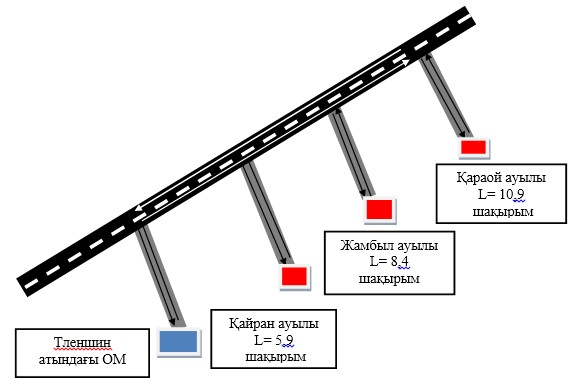 Қараой ауылы
L= 10,9
шақырым
Жамбыл ауылы
L= 8,4
шақырым
Қайран ауылы
L= 5,9
шақырым
Тленшин
атындағы ОМ